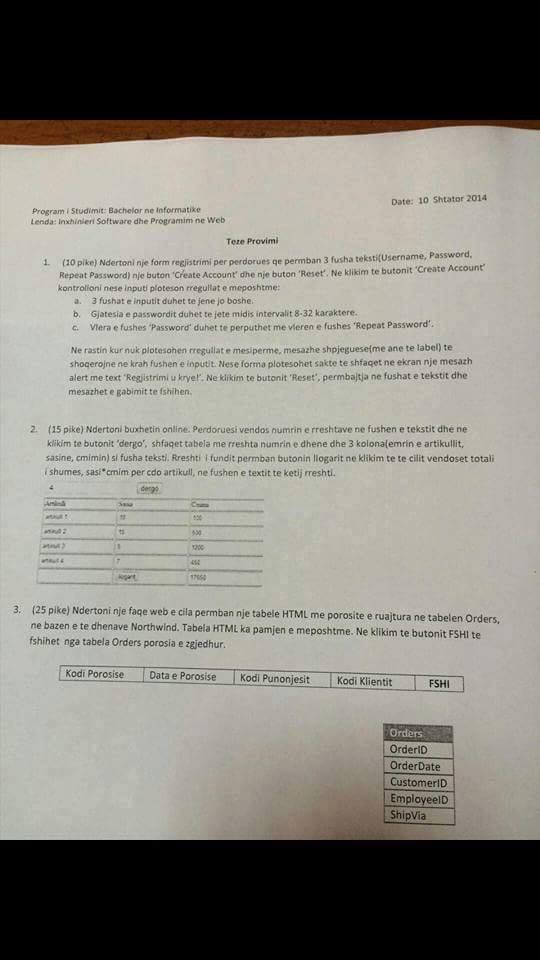 Program i Studimit: Bachelor ne Informatike
Date: 10 Shtator 2014
Lenda: Inxhinieri Software dhe Programim ne Web
Teze Provimi
1. (10 pike) Ndertoni nje form regjistrimi per perdorues qe permban 3 fusha teksti(Username, Password,
Repeat Password) nje buton 'Create Account' dhe nje buton 'Reset'. Ne klikim te butonit 'Create Account'
kontrolloni nese inputi ploteson rregullat e meposhtme:
a. 3 fushat e inputit duhet te jene jo boshe.
b. Gjatesia e passwordit duhet te jete midis intervalit 8-32 karaktere.
c. Vlera e fushes 'Password' duhet te perputhet me vleren e fushes 'Repeat Password'.
Ne rastin kur nuk plotesohen rregullat e mesiperme, mesazhe shpjeguese(me ane te label) te
shoqerojne ne krah fushen e inputit. Nese forma plotesohet sakte te shfaqet ne ekran nje mesazh
alert me text 'Regjistrimi u krye!'. Ne klikim te butonit 'Reset', permbajtja ne fushat e tekstit dhe
mesazhet e gabimit te fshihen.
2. (15 pike) Ndertoni buxhetin online. Perdoruesi vendos numrin e rreshtave ne fushen e tekstit dhe ne
klikim te butonit 'dergo', shfaqet tabela me rreshta numrin e dhene dhe 3 kolona(emrin e artikullit,
sasine, cmimin) si fusha teksti. Rreshti i fundit permban butonin llogarit ne klikim te te cilit vendoset totali
i shumes, sasi*cmim per cdo artikull, ne fushen e textit te ketij rreshti.
4 dergo
Artikulli Sasia Cmimi
artikull 1 10 100
artikull 2 15 500
artikull 3 5 1200
artikull 4 7 450
llogarit 17650
3. (25 pike) Ndertoni nje faqe web e cila permban nje tabele HTML me porosite e ruajtura ne tabelen Orders,
ne bazen e te dhenave Northwind. Tabela HTML ka pamjen e meposhtme. Ne klikim te butonit FSHI te
fshihet nga tabela Orders porosia e zgjedhur.
Kodi Porosise Data e Porosise Kodi Punonjesit Kodi Klientit FSHI
Orders
OrderID
OrderDate
CustomerID
EmployeeID
ShipVia